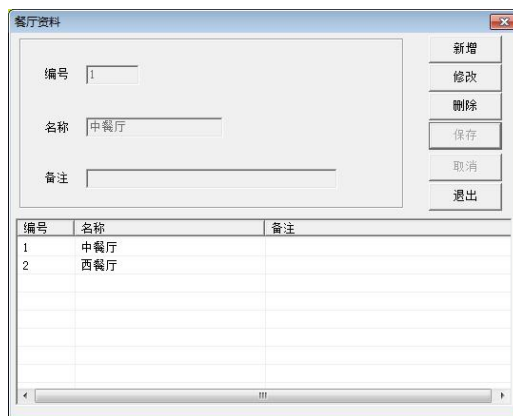 餐厅资料
编号 1
名称 中餐厅
备注
新增
修改
删除
保存
取消
退出
编号 名称 备注
1 中餐厅
2 西餐厅